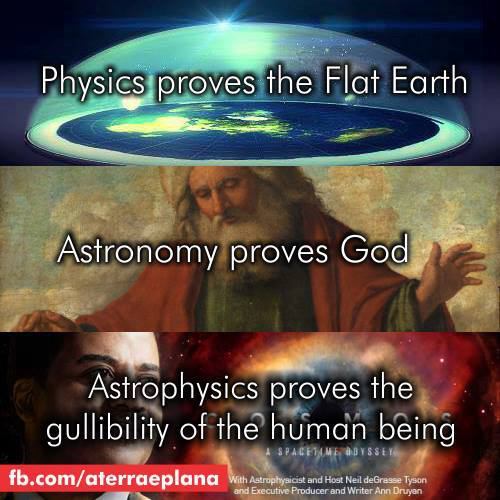 Physics proves the Flat Earth
Astronomy proves God
Astrophysics proves the
gullibility of the human being
COSMOS
A SPACETIME ODYSSEY
fb.com/aterraeplana
With Astrophysicist and Host Neil deGrasse Tyson
and Executive Producer and Writer Ann Druyan